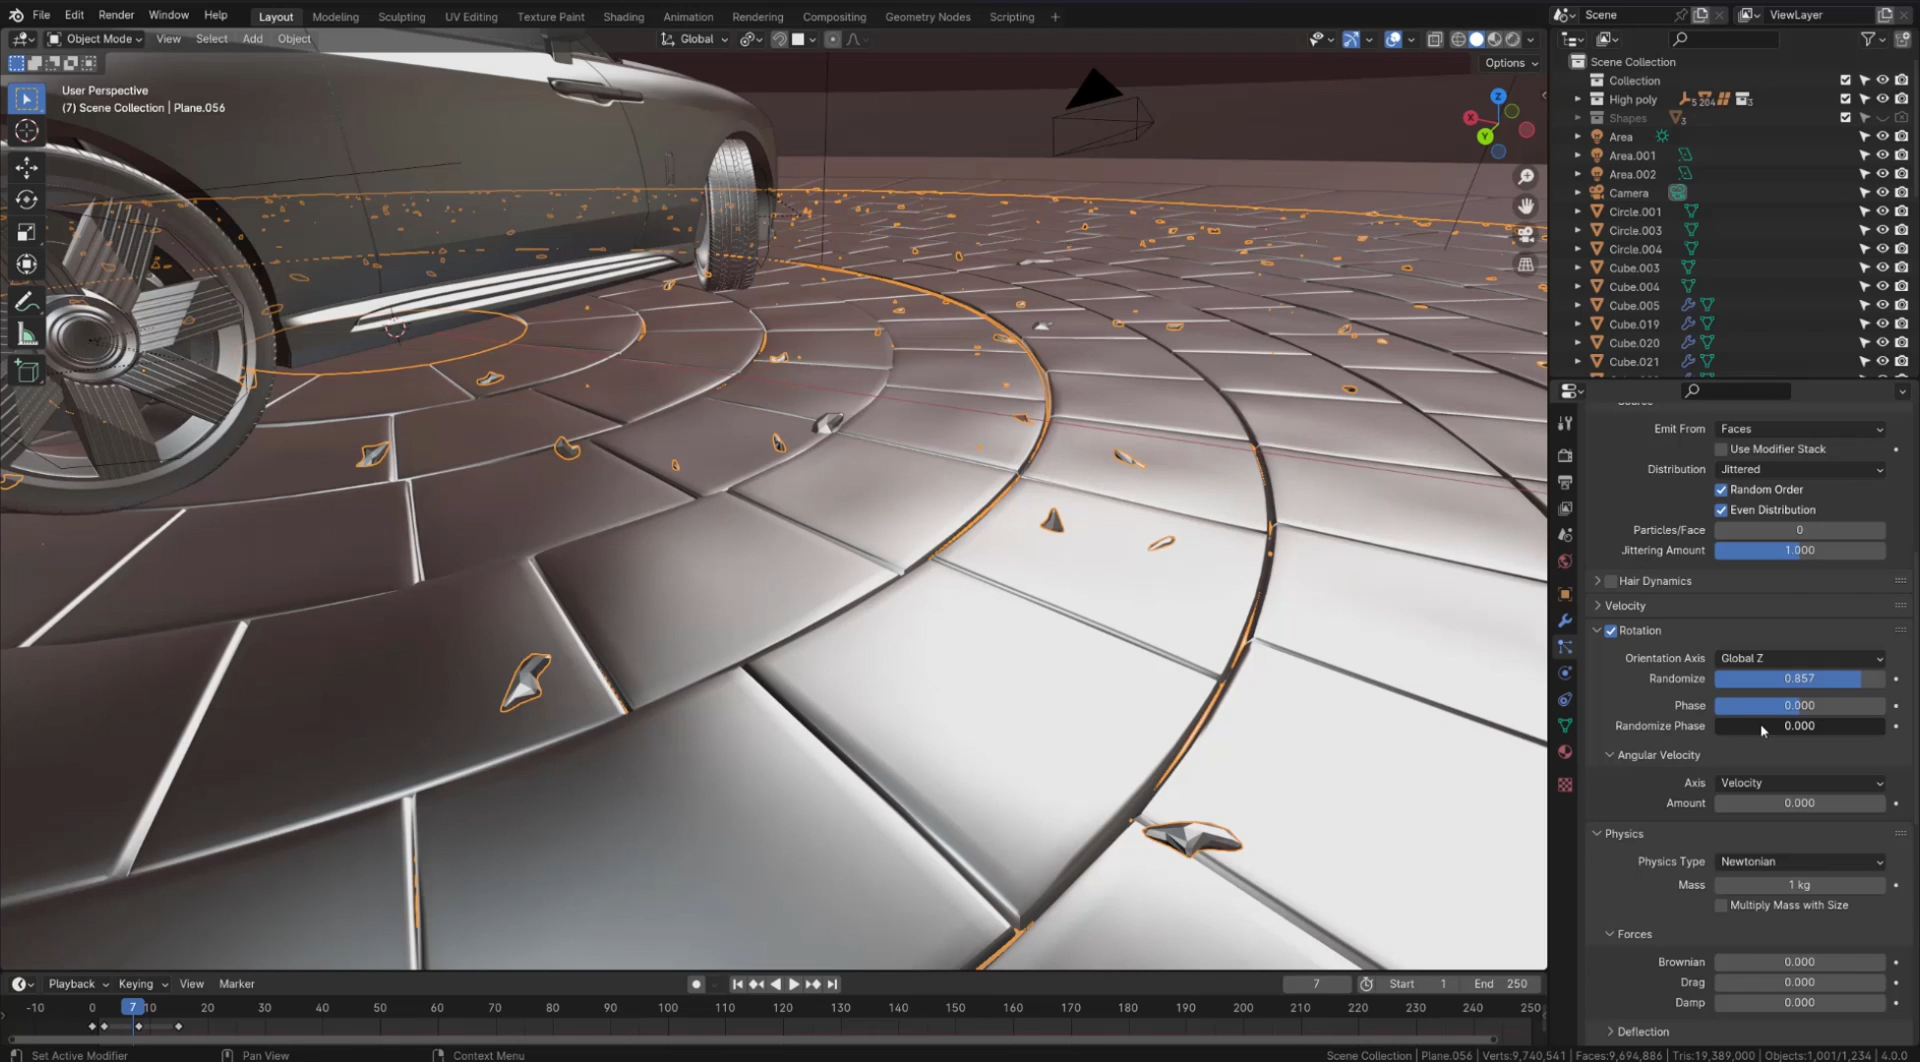 File Edit Render Window Help Layout Modeling Sculpting UV Editing Texture Paint Shading Animation Rendering Compositing Geometry Nodes Scripting + Scene ViewLayer
Object Mode View Select Add Object Global
Options
User Perspective
(7) Scene Collection | Plane.056
Z
X
Y
Scene Collection
Collection
High poly 5 204 3
Shapes 3
Area
Area.001
Area.002
Camera
Circle.001
Circle.003
Circle.004
Cube.003
Cube.004
Cube.005
Cube.019
Cube.020
Cube.021
Emit From Faces
Use Modifier Stack
Distribution Jittered
Random Order
Even Distribution
Particles/Face 0
Jittering Amount 1.000
Hair Dynamics
Velocity
Rotation
Orientation Axis Global Z
Randomize 0.857
Phase 0.000
Randomize Phase 0.000
Angular Velocity
Axis Velocity
Amount 0.000
Physics
Physics Type Newtonian
Mass 1 kg
Multiply Mass with Size
Forces
Brownian 0.000
Drag 0.000
Damp 0.000
Deflection
Playback Keying View Marker 7 Start 1 End 250
-10 0 7 10 20 30 40 50 60 70 80 90 100 110 120 130 140 150 160 170 180 190 200 210 220 230 240 250
Set Active Modifier Pan View Context Menu Scene Collection | Plane.056 | Verts:9,740,541 | Faces:9,694,886 | Tris:19,389,000 | Objects:1,001/1,234 | 4.0.0